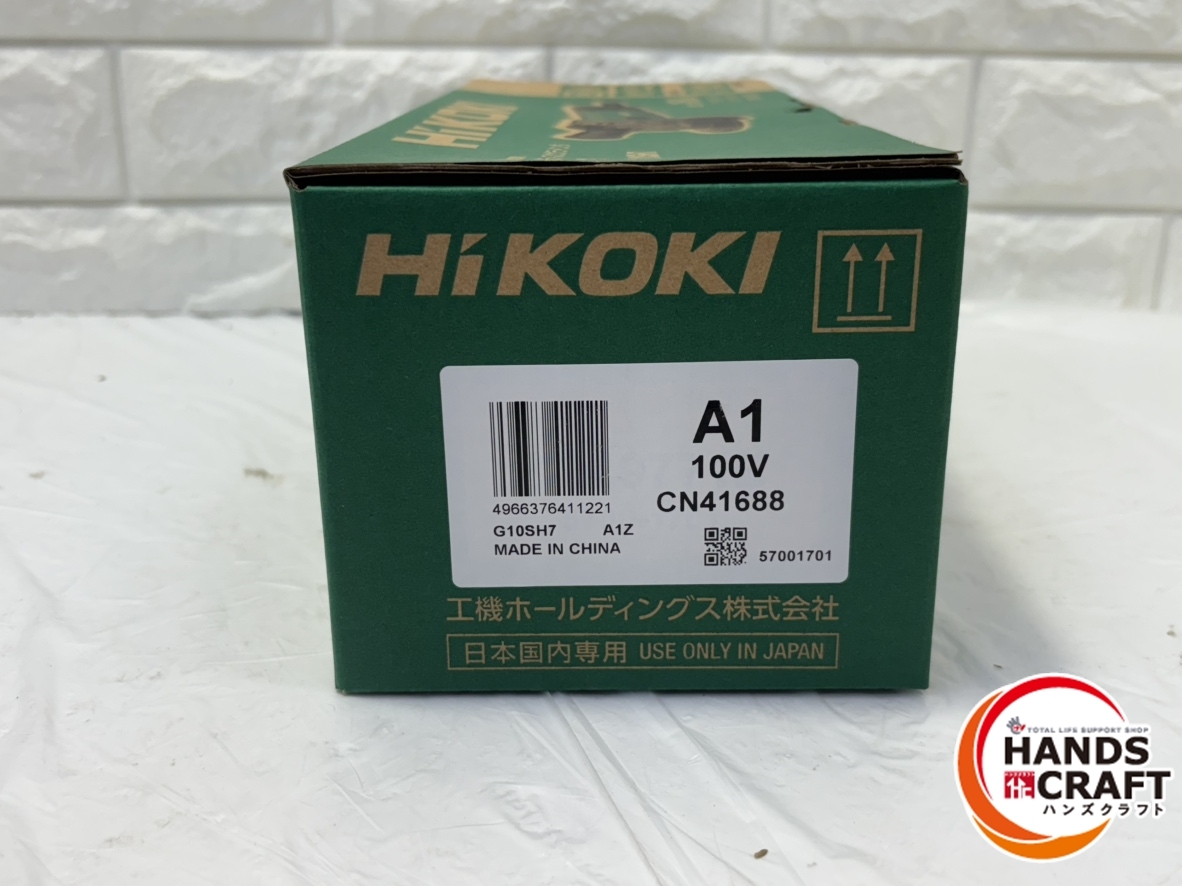 HiKOKI
HiKOKI
A1
100V
CN41688
4966376411221
G10SH7 A1Z
MADE IN CHINA
57001701
工機ホールディングス株式会社
日本国内専用 USE ONLY IN JAPAN
TOTAL LIFE SUPPORT SHOP
HANDS
CRAFT
ハンズクラフト